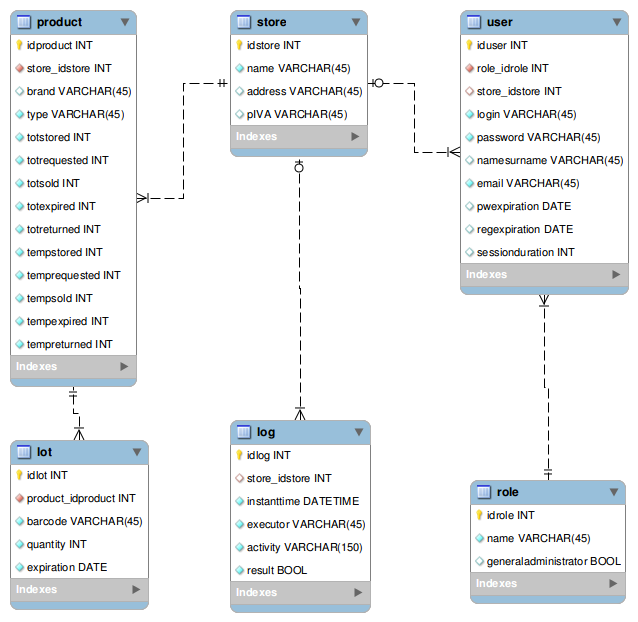 product
idproduct INT
store_idstore INT
brand VARCHAR(45)
type VARCHAR(45)
totstored INT
totrequested INT
totsold INT
totexpired INT
totreturned INT
tempstored INT
temprequested INT
tempsold INT
tempexpired INT
tempreturned INT
Indexes
store
idstore INT
name VARCHAR(45)
address VARCHAR(45)
pIVA VARCHAR(45)
Indexes
user
iduser INT
role_idrole INT
store_idstore INT
login VARCHAR(45)
password VARCHAR(45)
namesurname VARCHAR(45)
email VARCHAR(45)
pwexpiration DATE
regexpiration DATE
sessionduration INT
Indexes
lot
idlot INT
product_idproduct INT
barcode VARCHAR(45)
quantity INT
expiration DATE
Indexes
log
idlog INT
store_idstore INT
instanttime DATETIME
executor VARCHAR(45)
activity VARCHAR(150)
result BOOL
Indexes
role
idrole INT
name VARCHAR(45)
generaladministrator BOOL
Indexes